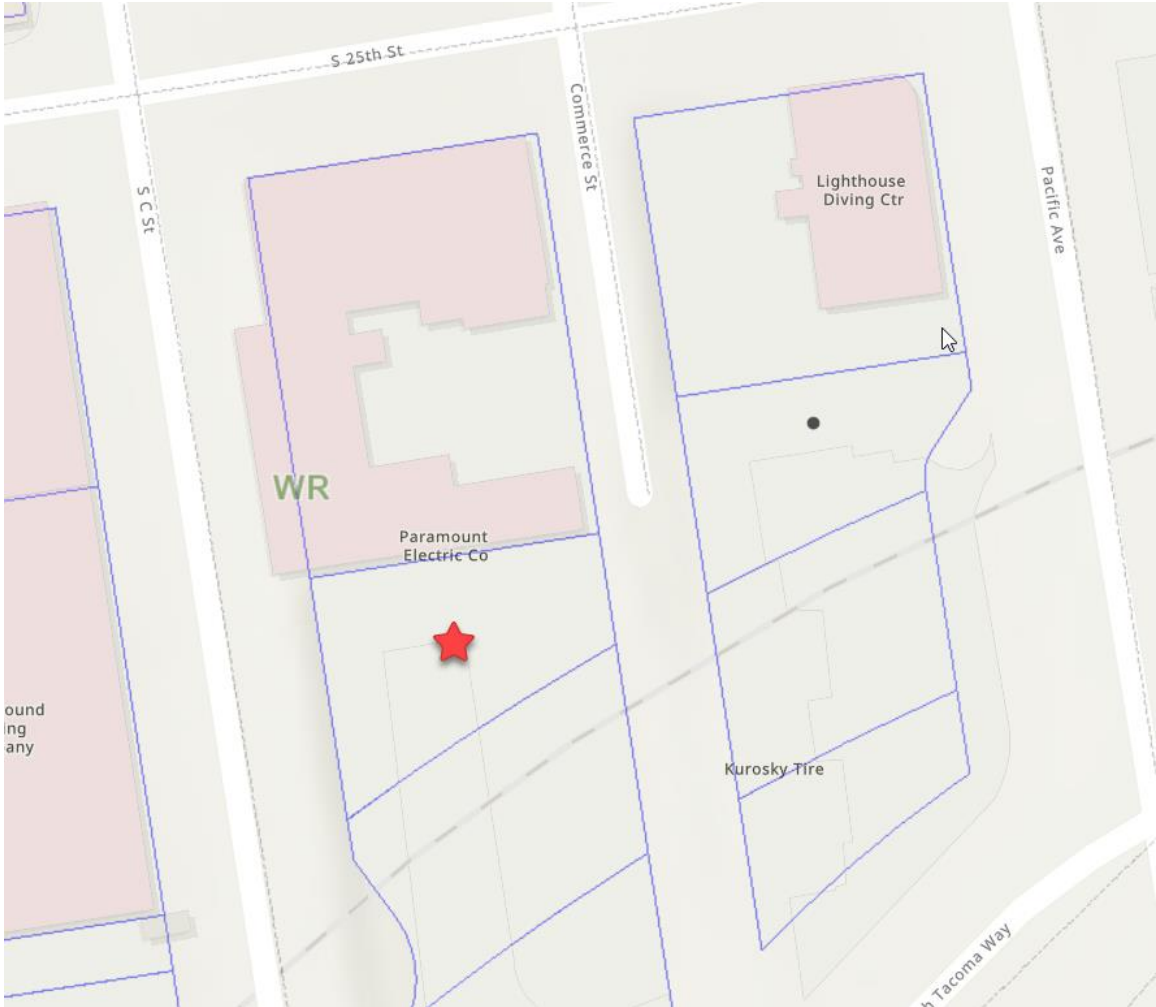 S 25th St
Commerce St
S C St
Lighthouse
Diving Ctr
Pacific Ave
WR
Paramount
Electric Co
ound
ing
any
Kurosky Tire
h Tacoma Way